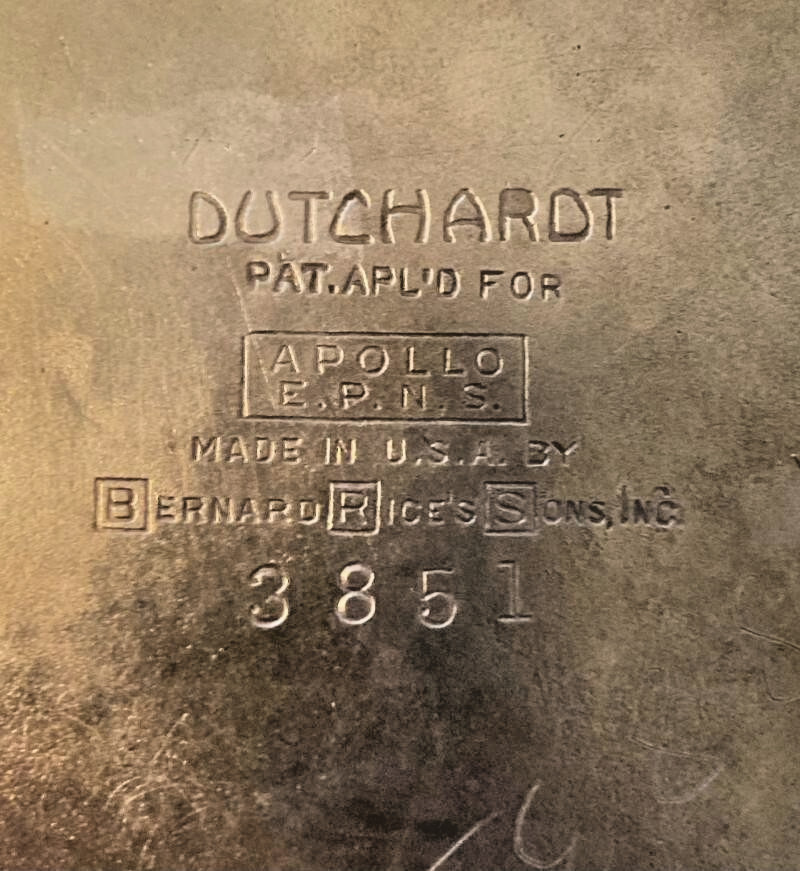 DUTCHARDT
PAT. APL'D FOR
APOLLO
E.P.N.S.
MADE IN U.S.A. BY
BERNARD RICE'S SONS, INC.
3851